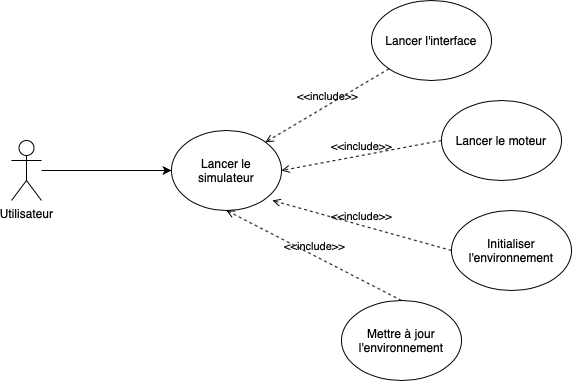 Lancer l'interface
<<include>>
Lancer le moteur
<<include>>
Lancer le
simulateur
Utilisateur
<<include>>
<<include>>
Initialiser
l'environnement
Mettre à jour
l'environnement